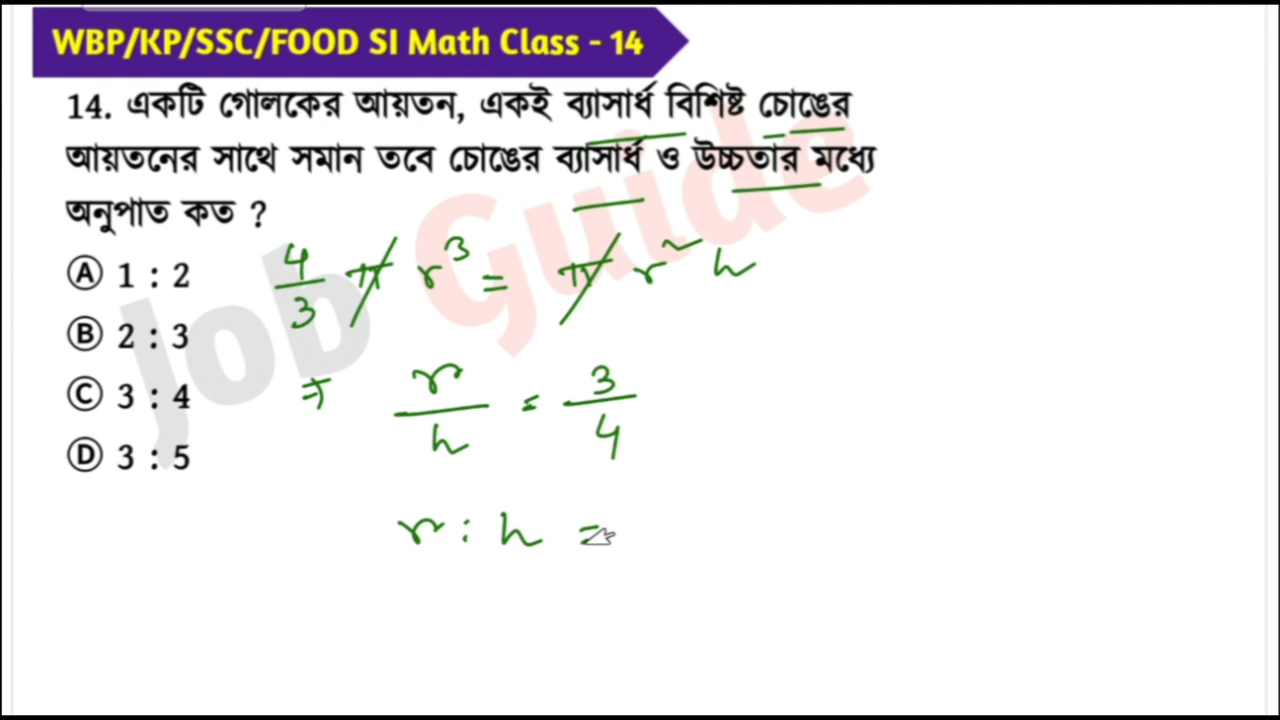 WBP/KP/SSC/FOOD SI Math Class - 14
14. একটি গোলকের আয়তন, একই ব্যাসার্ধ বিশিষ্ট চোঙের
আয়তনের সাথে সমান তবে চোঙের ব্যাসার্ধ ও উচ্চতার মধ্যে
অনুপাত কত ?
Ⓐ 1 : 2
Ⓑ 2 : 3
Ⓒ 3 : 4
Ⓓ 3 : 5
4/3 π r³ = π r² h
⇒ r/h = 3/4
r : h =
Job Guide